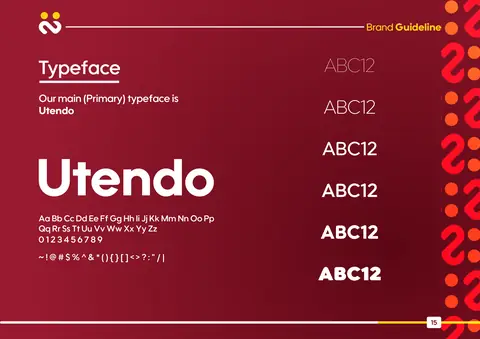 Brand Guideline
Typeface
Our main (Primary) typeface is
Utendo
Utendo
Aa Bb Cc Dd Ee Ff Gg Hh Ii Jj Kk Mm Nn Oo Pp
Qq Rr Ss Tt Uu Vv Ww Xx Yy Zz
0 1 2 3 4 5 6 7 8 9
~ ! @ # $ % ^ & * ( ) { } [ ] < > ? : " / |
ABC12
ABC12
ABC12
ABC12
ABC12
ABC12
15